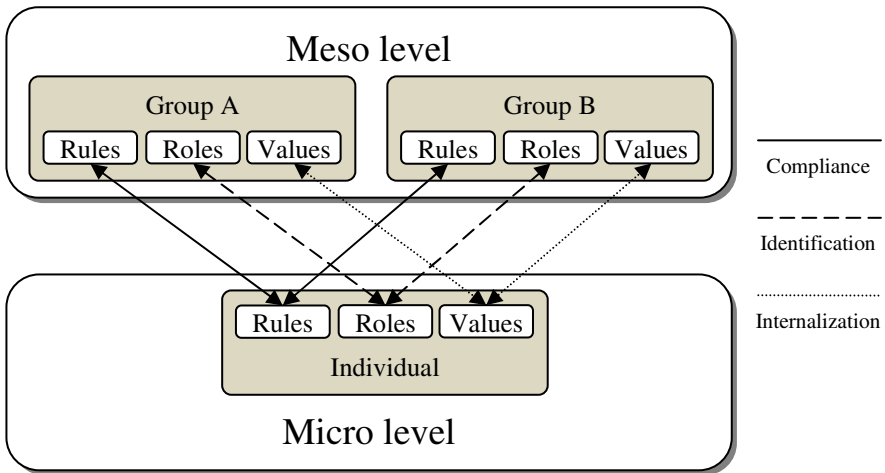 Meso level
Group A
Group B
Rules Roles Values
Rules Roles Values
Compliance
Identification
Internalization
Rules Roles Values
Individual
Micro level